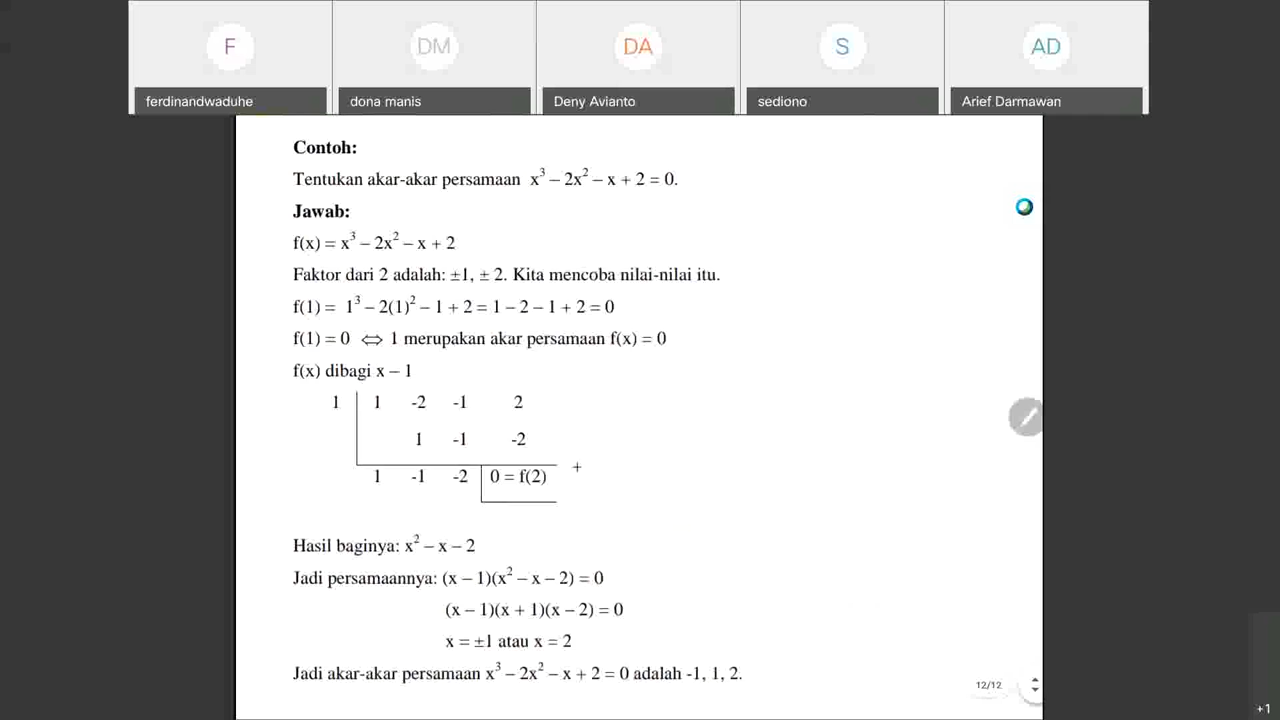 F DM DA S AD
ferdinandwaduhe dona manis Deny Avianto sediono Arief Darmawan
Contoh:
Tentukan akar-akar persamaan x³ – 2x² – x + 2 = 0.
Jawab:
f(x) = x³ – 2x² – x + 2
Faktor dari 2 adalah: ±1, ± 2. Kita mencoba nilai-nilai itu.
f(1) = 1³ – 2(1)² – 1 + 2 = 1 – 2 – 1 + 2 = 0
f(1) = 0 ⇔ 1 merupakan akar persamaan f(x) = 0
f(x) dibagi x – 1
1 1 -2 -1 2
1 -1 -2
+
1 -1 -2 0 = f(2)
Hasil baginya: x² – x – 2
Jadi persamaannya: (x – 1)(x² – x – 2) = 0
(x – 1)(x + 1)(x – 2) = 0
x = ±1 atau x = 2
Jadi akar-akar persamaan x³ – 2x² – x + 2 = 0 adalah -1, 1, 2.
12/12
+1